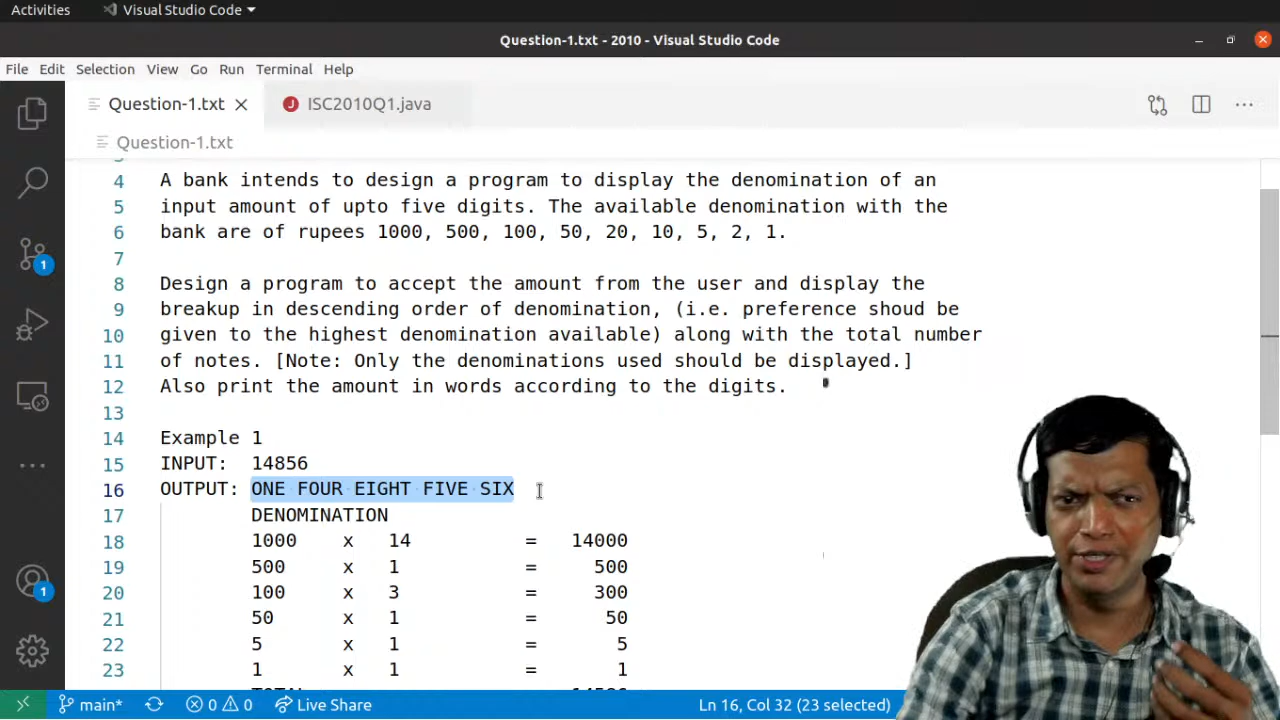 Activities Visual Studio Code
Question-1.txt - 2010 - Visual Studio Code
File Edit Selection View Go Run Terminal Help
Question-1.txt ISC2010Q1.java
Question-1.txt
4 A bank intends to design a program to display the denomination of an
5 input amount of upto five digits. The available denomination with the
6 bank are of rupees 1000, 500, 100, 50, 20, 10, 5, 2, 1.
7
8 Design a program to accept the amount from the user and display the
9 breakup in descending order of denomination, (i.e. preference shoud be
10 given to the highest denomination available) along with the total number
11 of notes. [Note: Only the denominations used should be displayed.]
12 Also print the amount in words according to the digits.
13
14 Example 1
15 INPUT: 14856
16 OUTPUT: ONE FOUR EIGHT FIVE SIX
17 DENOMINATION
18 1000 x 14 = 14000
19 500 x 1 = 500
20 100 x 3 = 300
21 50 x 1 = 50
22 5 x 1 = 5
23 1 x 1 = 1
1
1
main* 0 0 Live Share Ln 16, Col 32 (23 selected)